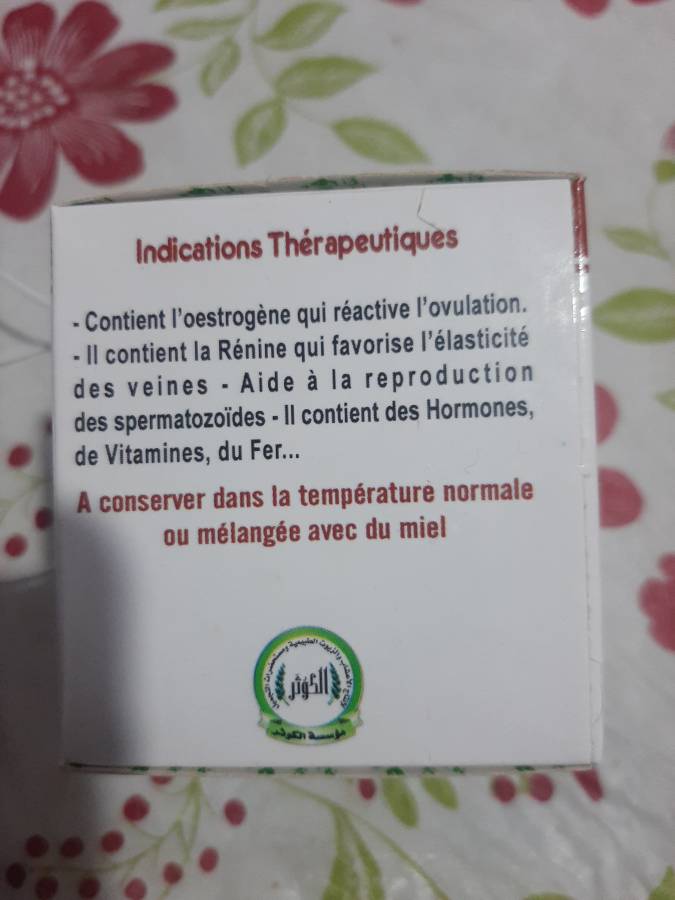 Indications Thérapeutiques
- Contient l'oestrogène qui réactive l'ovulation.
- Il contient la Rénine qui favorise l'élasticité
des veines - Aide à la reproduction
des spermatozoïdes - Il contient des Hormones,
de Vitamines, du Fer...
A conserver dans la température normale
ou mélangée avec du miel
الكوثر
مؤسسة الكوثر